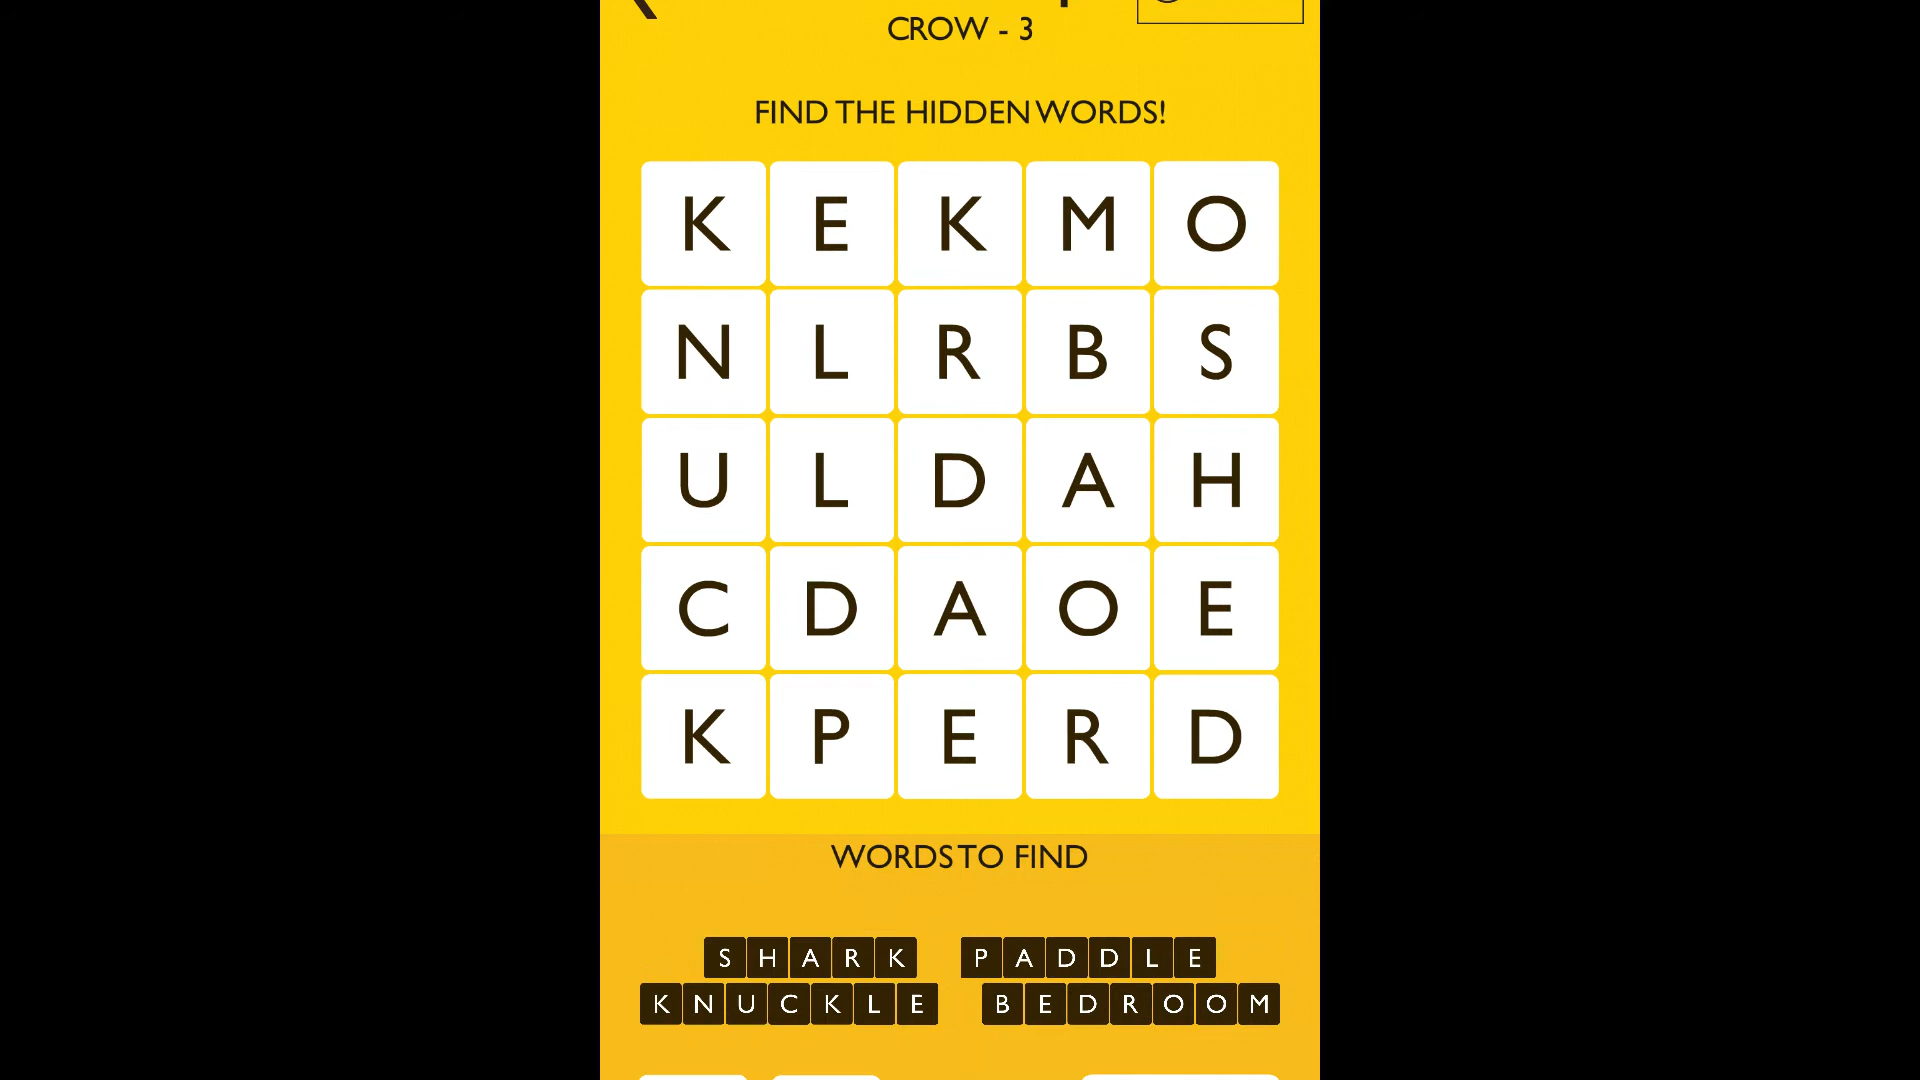 CROW - 3
FIND THE HIDDEN WORDS!
K E K M O
N L R B S
U L D A H
C D A O E
K P E R D
WORDS TO FIND
SHARK PADDLE
KNUCKLE BEDROOM